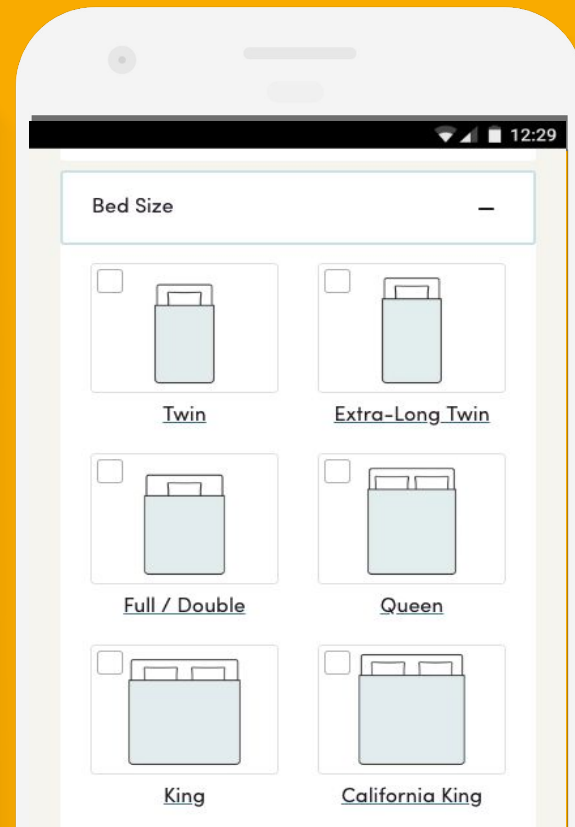 12:29
Bed Size
Twin
Extra-Long Twin
Full / Double
Queen
King
California King